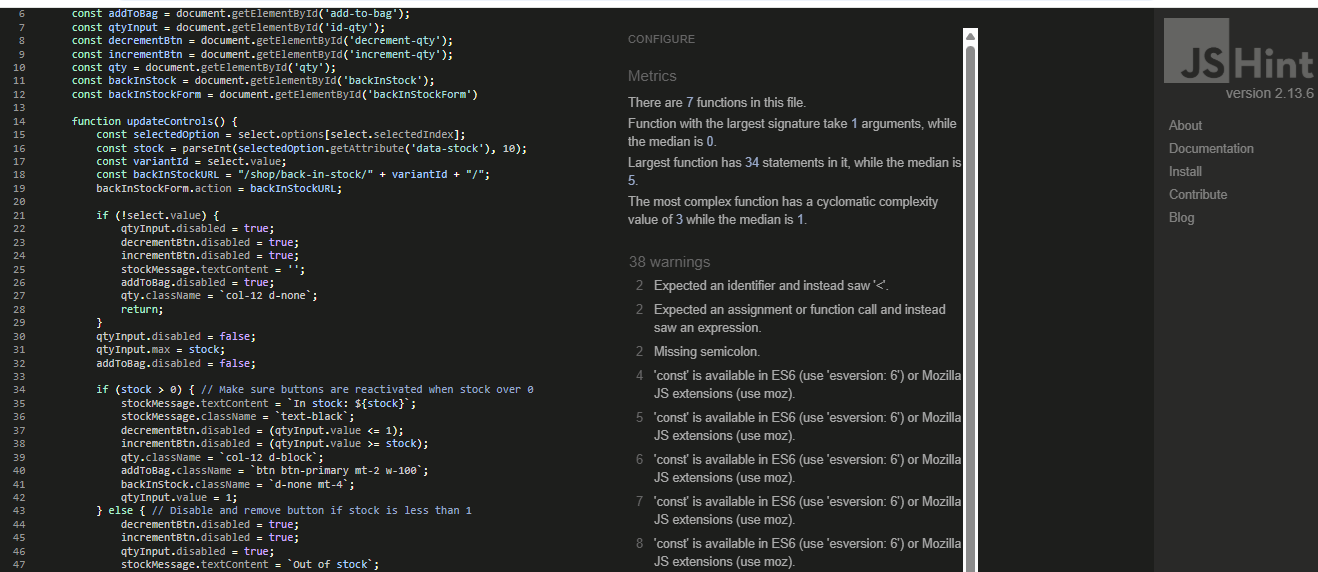 6 const addToBag = document.getElementById('add-to-bag');
7 const qtyInput = document.getElementById('id-qty');
8 const decrementBtn = document.getElementById('decrement-qty');
9 const incrementBtn = document.getElementById('increment-qty');
10 const qty = document.getElementById('qty');
11 const backInStock = document.getElementById('backInStock');
12 const backInStockForm = document.getElementById('backInStockForm')
13
14 function updateControls() {
15 const selectedOption = select.options[select.selectedIndex];
16 const stock = parseInt(selectedOption.getAttribute('data-stock'), 10);
17 const variantId = select.value;
18 const backInStockURL = "/shop/back-in-stock/" + variantId + "/";
19 backInStockForm.action = backInStockURL;
20
21 if (!select.value) {
22 qtyInput.disabled = true;
23 decrementBtn.disabled = true;
24 incrementBtn.disabled = true;
25 stockMessage.textContent = '';
26 addToBag.disabled = true;
27 qty.className = `col-12 d-none`;
28 return;
29 }
30 qtyInput.disabled = false;
31 qtyInput.max = stock;
32 addToBag.disabled = false;
33
34 if (stock > 0) { // Make sure buttons are reactivated when stock over 0
35 stockMessage.textContent = `In stock: ${stock}`;
36 stockMessage.className = `text-black`;
37 decrementBtn.disabled = (qtyInput.value <= 1);
38 incrementBtn.disabled = (qtyInput.value >= stock);
39 qty.className = `col-12 d-block`;
40 addToBag.className = `btn btn-primary mt-2 w-100`;
41 backInStock.className = `d-none mt-4`;
42 qtyInput.value = 1;
43 } else { // Disable and remove button if stock is less than 1
44 decrementBtn.disabled = true;
45 incrementBtn.disabled = true;
46 qtyInput.disabled = true;
47 stockMessage.textContent = `Out of stock`;
CONFIGURE
Metrics
There are 7 functions in this file.
Function with the largest signature take 1 arguments, while
the median is 0.
Largest function has 34 statements in it, while the median is
5.
The most complex function has a cyclomatic complexity
value of 3 while the median is 1.
38 warnings
2 Expected an identifier and instead saw '<'.
2 Expected an assignment or function call and instead
saw an expression.
2 Missing semicolon.
4 'const' is available in ES6 (use 'esversion: 6') or Mozilla
JS extensions (use moz).
5 'const' is available in ES6 (use 'esversion: 6') or Mozilla
JS extensions (use moz).
6 'const' is available in ES6 (use 'esversion: 6') or Mozilla
JS extensions (use moz).
7 'const' is available in ES6 (use 'esversion: 6') or Mozilla
JS extensions (use moz).
8 'const' is available in ES6 (use 'esversion: 6') or Mozilla
JS extensions (use moz).
JSHint
version 2.13.6
About
Documentation
Install
Contribute
Blog